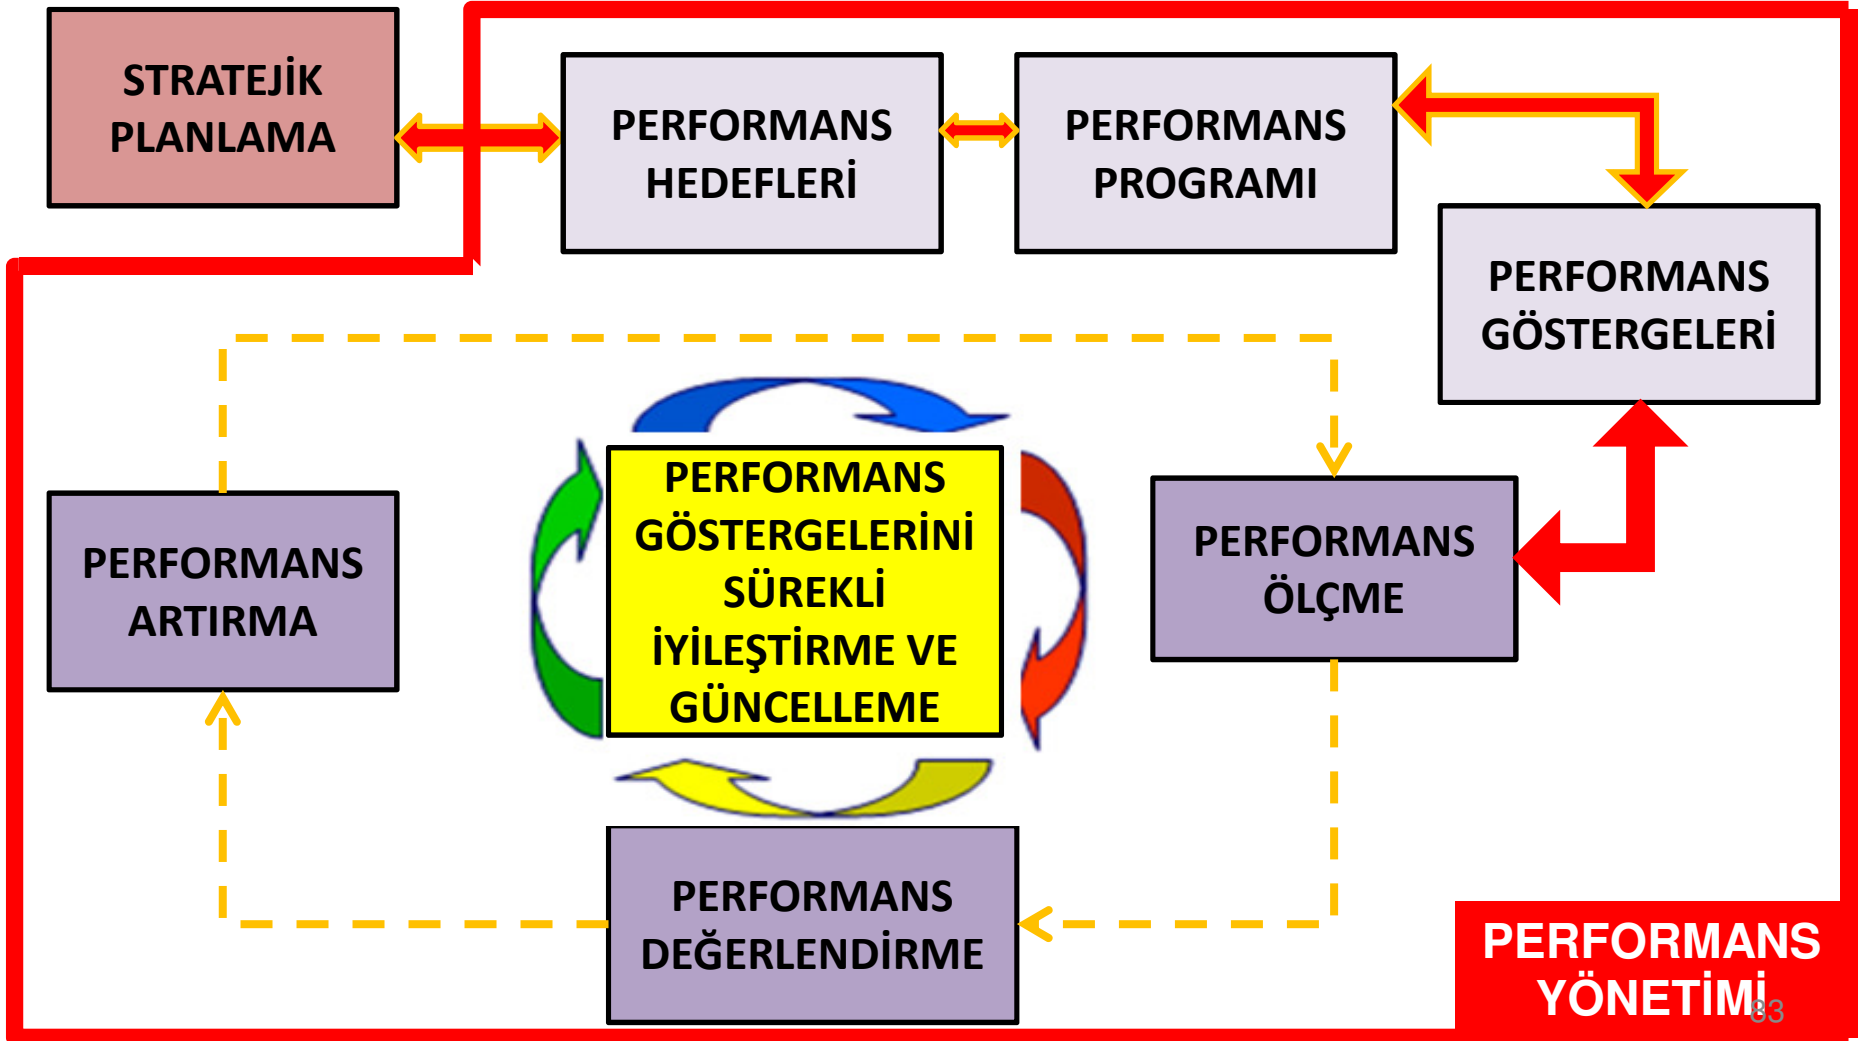 STRATEJİK
PLANLAMA
PERFORMANS
HEDEFLERİ
PERFORMANS
PROGRAMI
PERFORMANS
GÖSTERGELERİ
PERFORMANS
GÖSTERGELERİNİ
SÜREKLİ
İYİLEŞTİRME VE
GÜNCELLEME
PERFORMANS
ARTIRMA
PERFORMANS
ÖLÇME
PERFORMANS
DEĞERLENDİRME
PERFORMANS
YÖNETİMİ
83